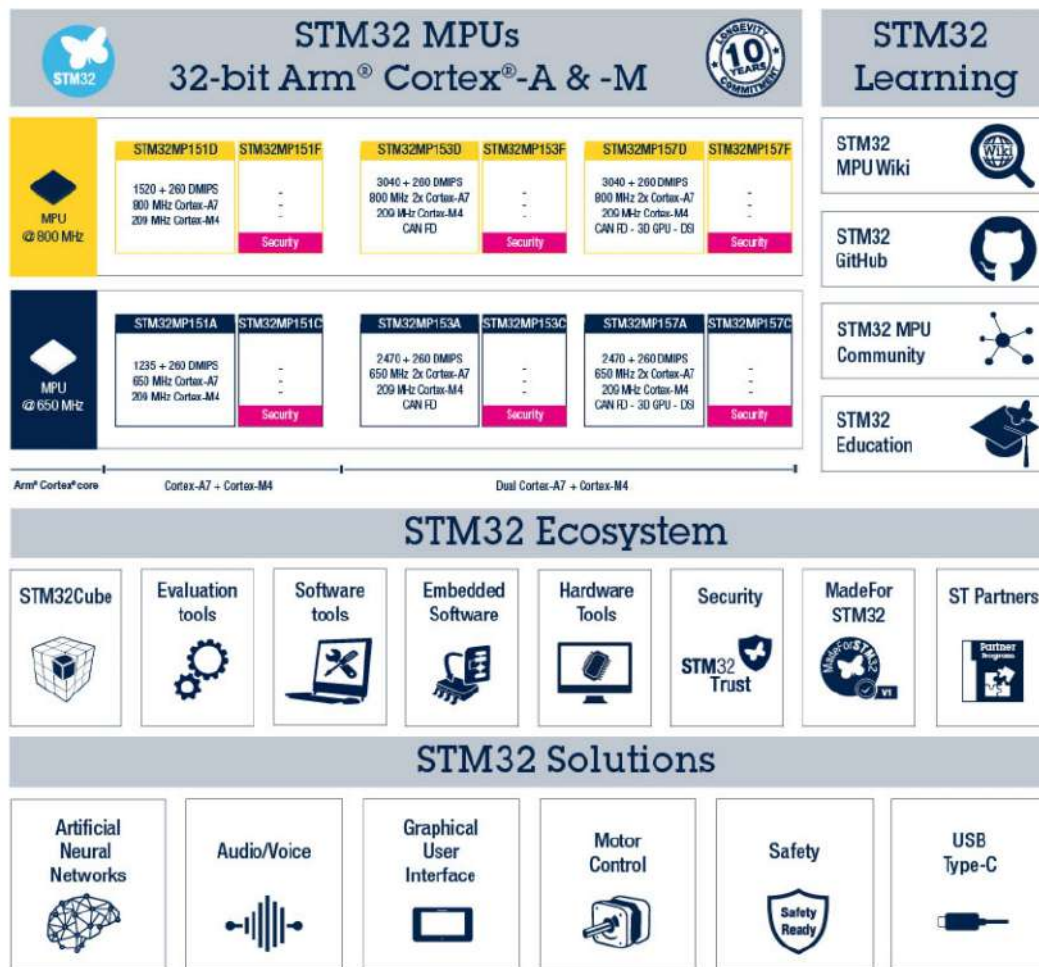 STM32
STM32 MPUs
32-bit Arm® Cortex®-A & -M
LONGEVITY
10
YEARS
COMMITMENT
STM32
Learning
MPU
@ 800 MHz
STM32MP151D
1520 + 260 DMIPS
800 MHz Cortex-A7
209 MHz Cortex-M4
STM32MP151F
-
-
-
Security
STM32MP153D
3040 + 260 DMIPS
800 MHz 2x Cortex-A7
209 MHz Cortex-M4
CAN FD
STM32MP153F
-
-
-
Security
STM32MP157D
3040 + 260 DMIPS
800 MHz 2x Cortex-A7
209 MHz Cortex-M4
CAN FD - 3D GPU - DSI
STM32MP157F
-
-
-
Security
MPU
@ 650 MHz
STM32MP151A
1235 + 260 DMIPS
650 MHz Cortex-A7
209 MHz Cortex-M4
STM32MP151C
-
-
-
Security
STM32MP153A
2470 + 260 DMIPS
650 MHz 2x Cortex-A7
209 MHz Cortex-M4
CAN FD
STM32MP153C
-
-
-
Security
STM32MP157A
2470 + 260 DMIPS
650 MHz 2x Cortex-A7
209 MHz Cortex-M4
CAN FD - 3D GPU - DSI
STM32MP157C
-
-
-
Security
Arm® Cortex® core
Cortex-A7 + Cortex-M4
Dual Cortex-A7 + Cortex-M4
STM32
MPU Wiki
Wiki
STM32
GitHub
STM32 MPU
Community
STM32
Education
STM32 Ecosystem
STM32Cube
Evaluation
tools
Software
tools
Embedded
Software
Hardware
Tools
Security
STM32
Trust
MadeFor
STM32
MadeForSTM32
V1
ST Partners
Partner
Program
STM32 Solutions
Artificial
Neural
Networks
Audio/Voice
Graphical
User
Interface
Motor
Control
Safety
Safety
Ready
USB
Type-C